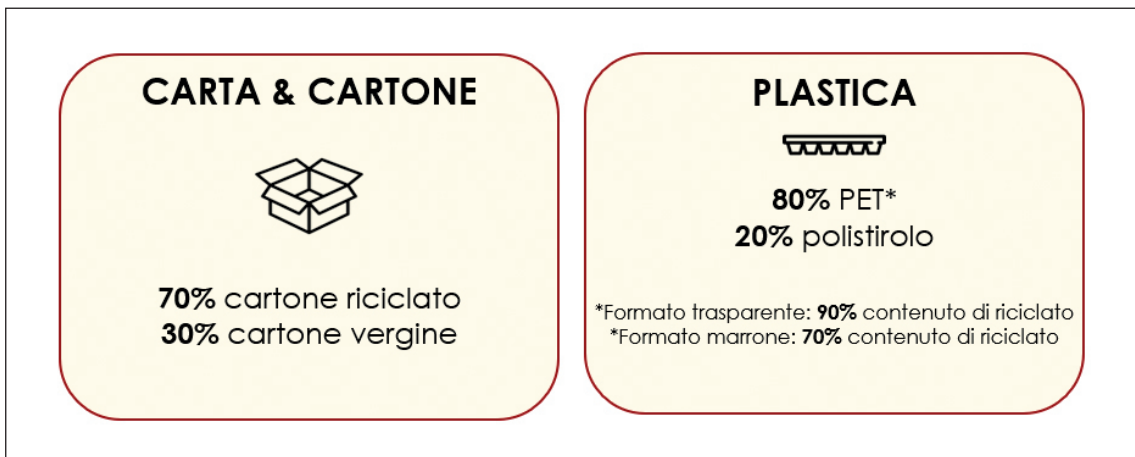 CARTA & CARTONE
70% cartone riciclato
30% cartone vergine
PLASTICA
80% PET*
20% polistirolo
*Formato trasparente: 90% contenuto di riciclato
*Formato marrone: 70% contenuto di riciclato